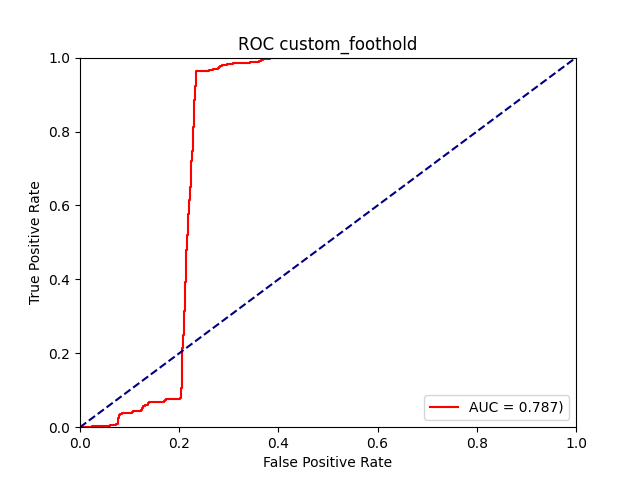 ROC custom_foothold
True Positive Rate
1.0
0.8
0.6
0.4
0.2
0.0
AUC = 0.787)
0.0 0.2 0.4 0.6 0.8 1.0
False Positive Rate